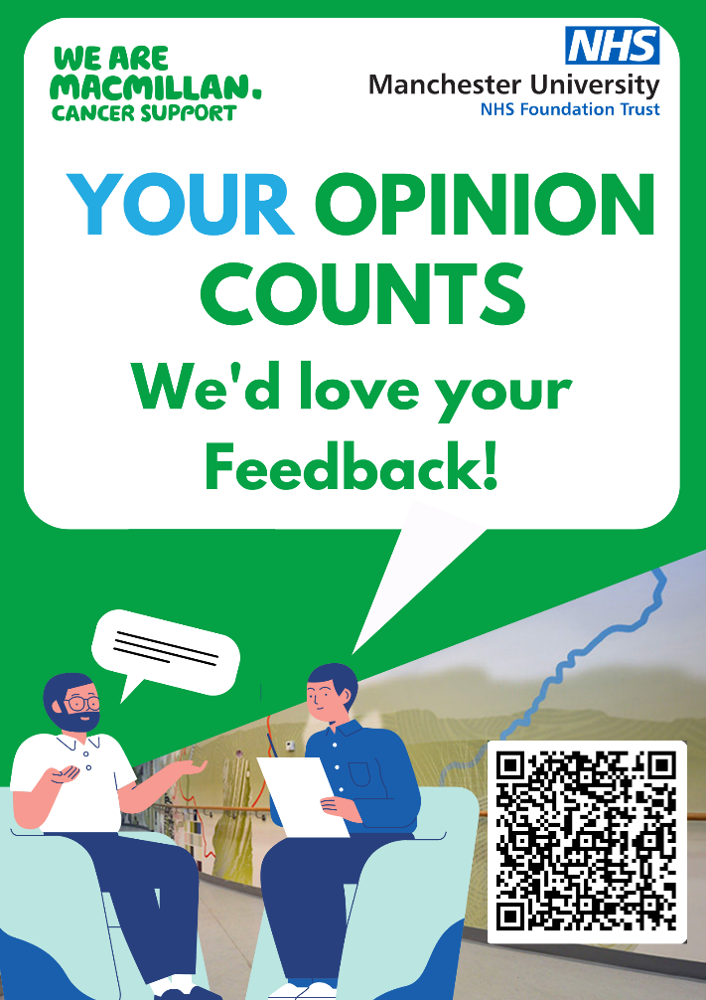 WE ARE
MACMILLAN.
CANCER SUPPORT
NHS
Manchester University
NHS Foundation Trust
YOUR OPINION
COUNTS
We'd love your
Feedback!